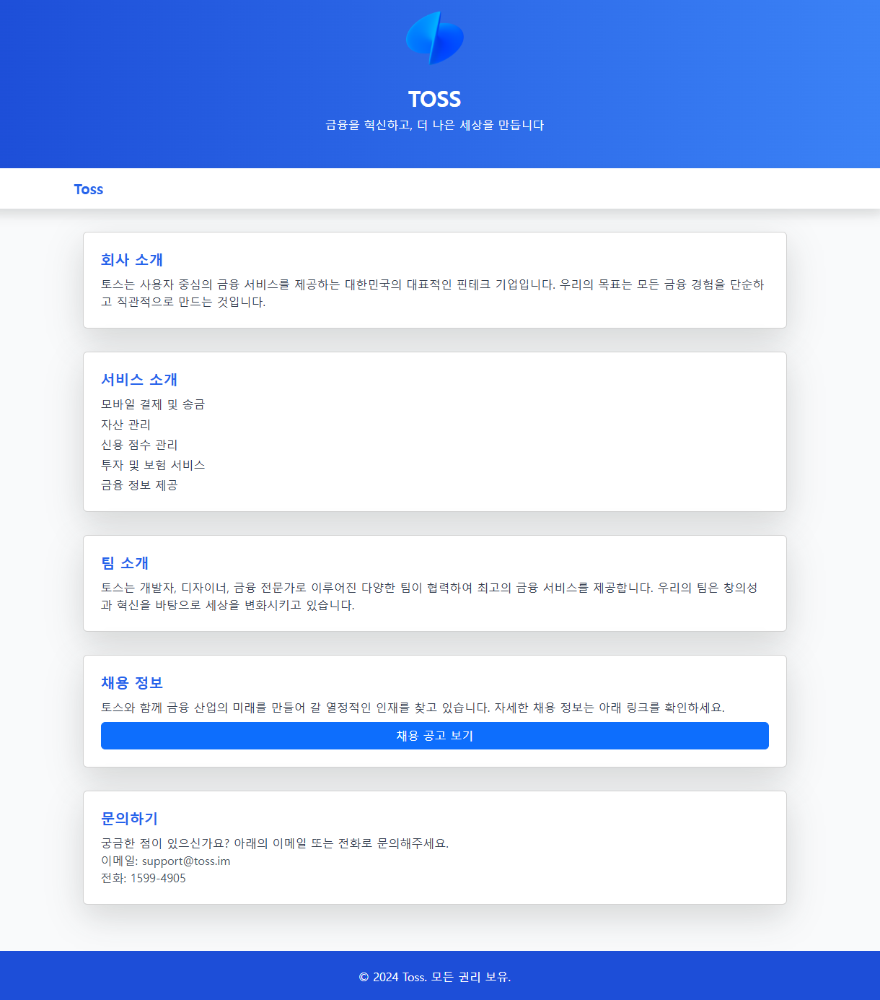 TOSS
금융을 혁신하고, 더 나은 세상을 만듭니다
Toss
회사 소개
토스는 사용자 중심의 금융 서비스를 제공하는 대한민국의 대표적인 핀테크 기업입니다. 우리의 목표는 모든 금융 경험을 단순하
고 직관적으로 만드는 것입니다.
서비스 소개
모바일 결제 및 송금
자산 관리
신용 점수 관리
투자 및 보험 서비스
금융 정보 제공
팀 소개
토스는 개발자, 디자이너, 금융 전문가로 이루어진 다양한 팀이 협력하여 최고의 금융 서비스를 제공합니다. 우리의 팀은 창의성
과 혁신을 바탕으로 세상을 변화시키고 있습니다.
채용 정보
토스와 함께 금융 산업의 미래를 만들어 갈 열정적인 인재를 찾고 있습니다. 자세한 채용 정보는 아래 링크를 확인하세요.
채용 공고 보기
문의하기
궁금한 점이 있으신가요? 아래의 이메일 또는 전화로 문의해주세요.
이메일: support@toss.im
전화: 1599-4905
© 2024 Toss. 모든 권리 보유.